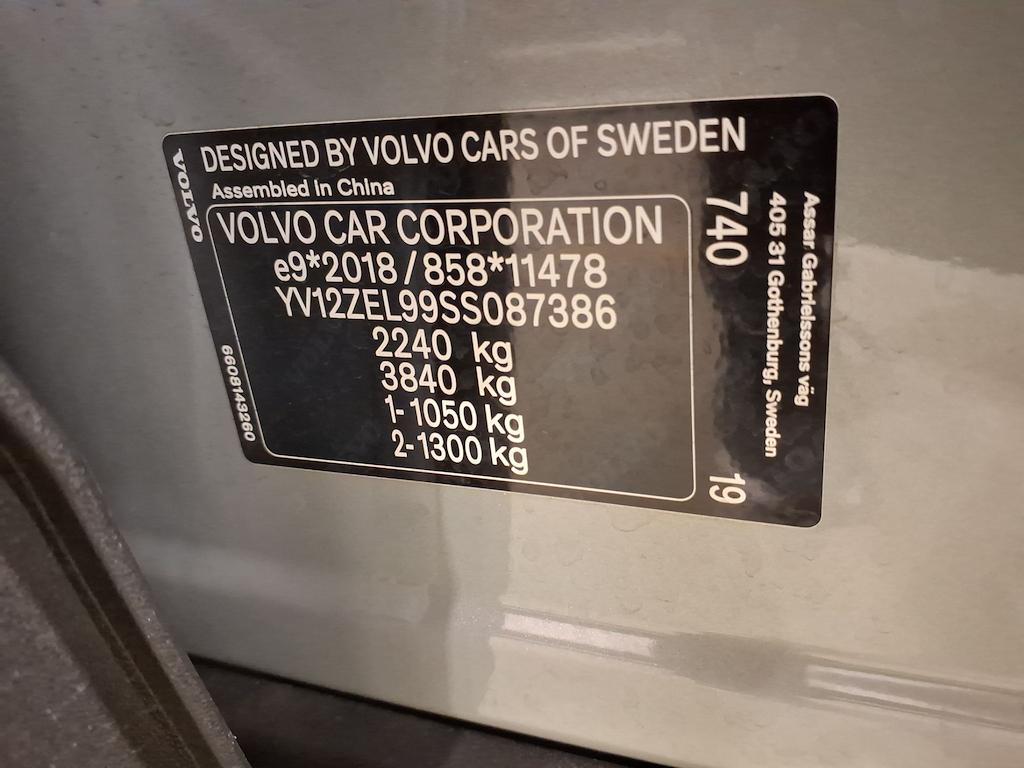 VOLVO
DESIGNED BY VOLVO CARS OF SWEDEN
Assembled in China
VOLVO CAR CORPORATION
e9*2018/858*11478
YV12ZEL99SS087386
2240 kg
3840 kg
1-1050 kg
2-1300 kg
6608143260
740
19
Assar Gabrielssons väg
405 31 Gothenburg, Sweden